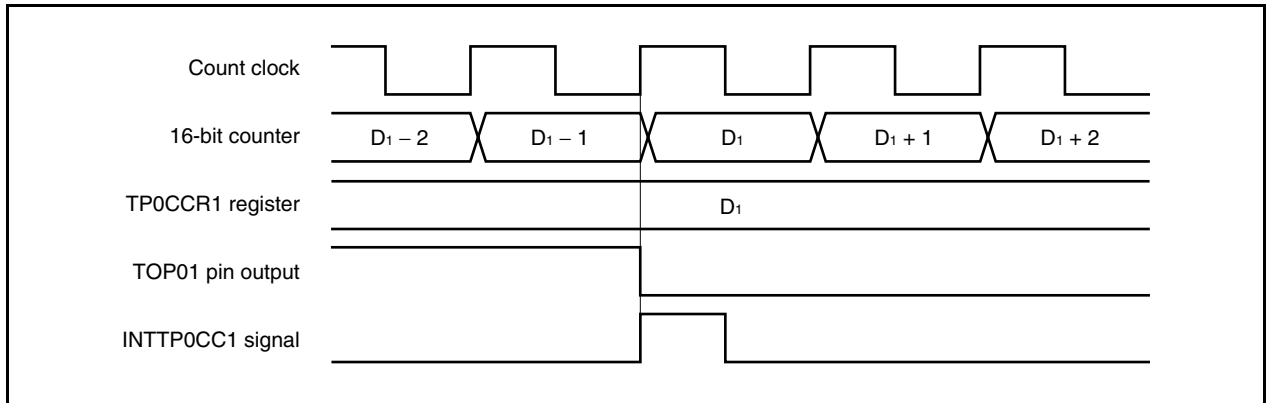 Count clock
16-bit counter D₁ − 2 D₁ − 1 D₁ D₁ + 1 D₁ + 2
TP0CCR1 register D₁
TOP01 pin output
INTTP0CC1 signal